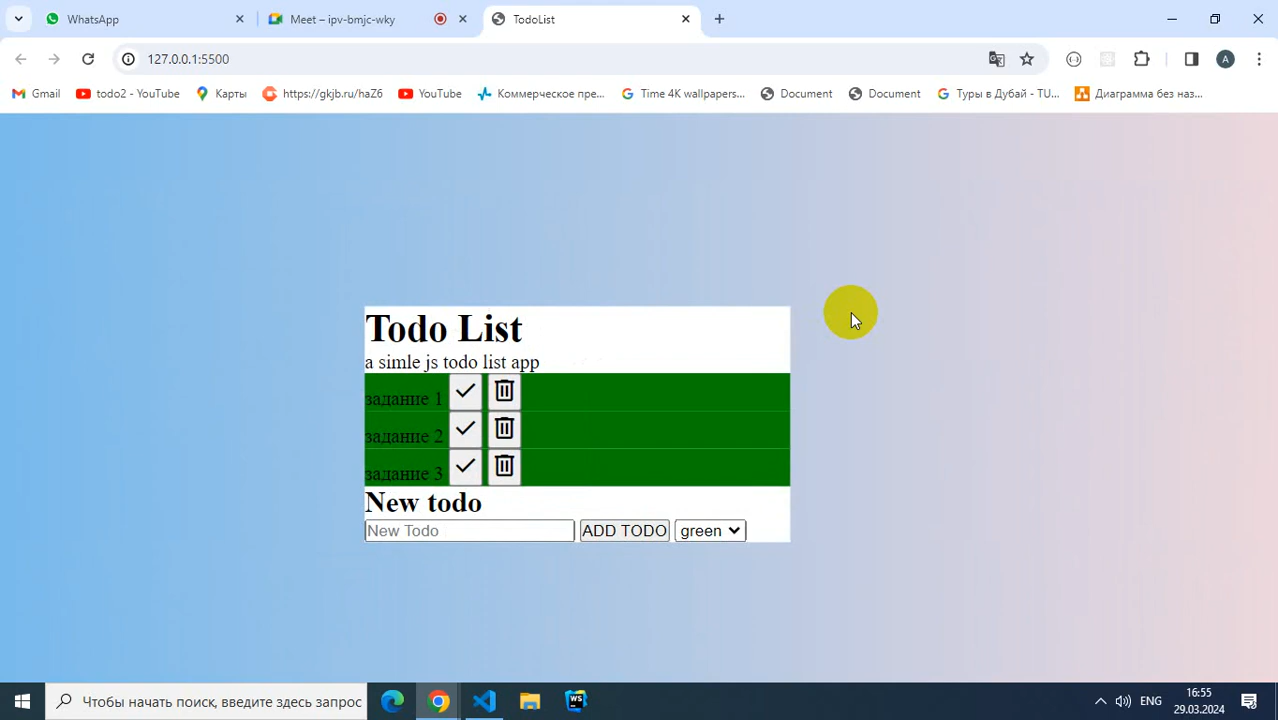 WhatsApp
Meet – ipv-bmjc-wky
TodoList
127.0.0.1:5500
A
Gmail
todo2 - YouTube
Карты
https://gkjb.ru/haZ6
YouTube
Коммерческое пре...
Time 4K wallpapers...
Document
Document
Туры в Дубай - TU...
Диаграмма без наз...
Todo List
a simle js todo list app
задание 1
задание 2
задание 3
New todo
New Todo
ADD TODO
green
Чтобы начать поиск, введите здесь запрос
WS
ENG
16:55
29.03.2024